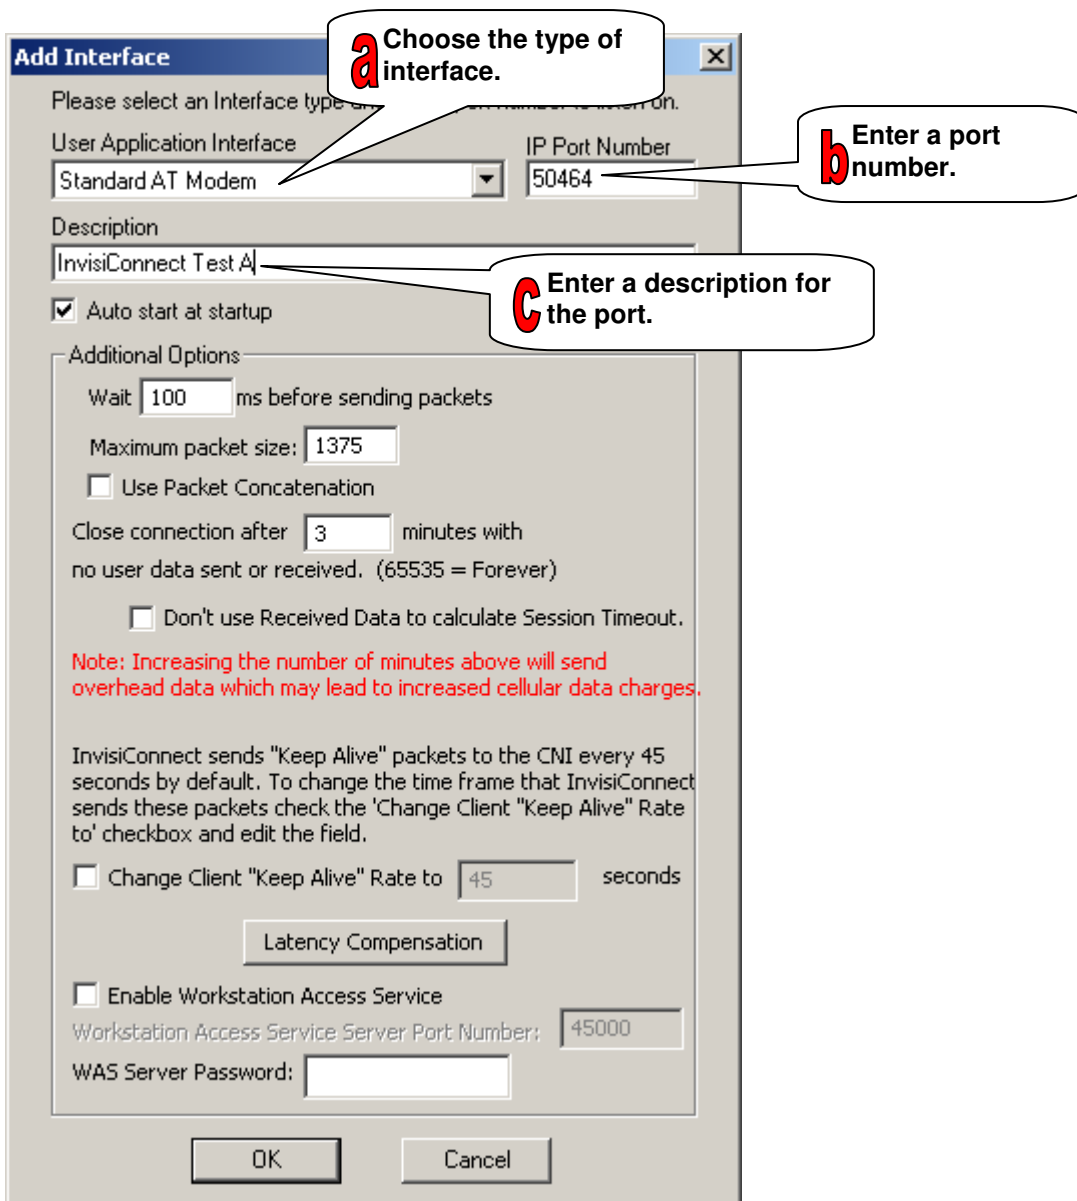 a Choose the type of
interface.
Add Interface
Please select an Interface type number to listen on.
User Application Interface
IP Port Number
b Enter a port
number.
Standard AT Modem
50464
Description
InvisiConnect Test A
c Enter a description for
the port.
Auto start at startup
Additional Options
Wait 100 ms before sending packets
Maximum packet size: 1375
Use Packet Concatenation
Close connection after 3 minutes with
no user data sent or received. (65535 = Forever)
Don't use Received Data to calculate Session Timeout.
Note: Increasing the number of minutes above will send
overhead data which may lead to increased cellular data charges.
InvisiConnect sends "Keep Alive" packets to the CNI every 45
seconds by default. To change the time frame that InvisiConnect
sends these packets check the 'Change Client "Keep Alive" Rate
to' checkbox and edit the field.
Change Client "Keep Alive" Rate to 45 seconds
Latency Compensation
Enable Workstation Access Service
Workstation Access Service Server Port Number: 45000
WAS Server Password:
OK
Cancel